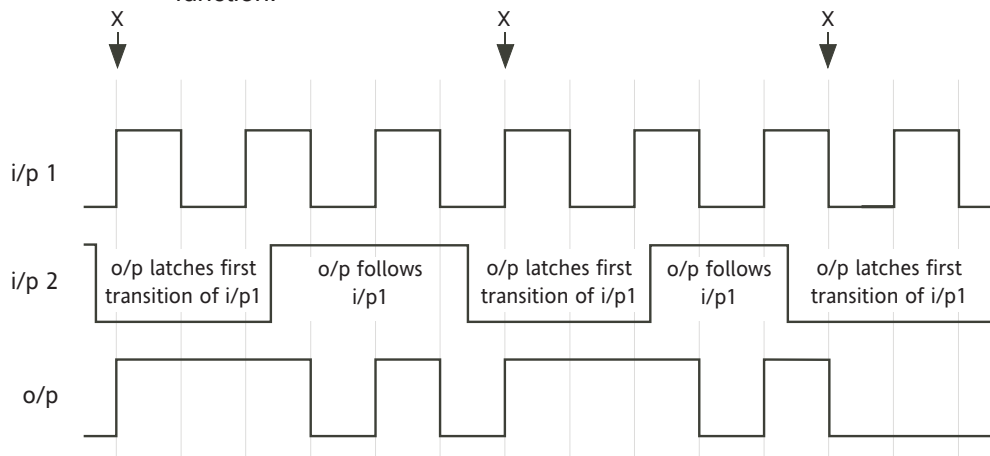 function.
X X X
i/p 1
i/p 2
o/p latches first
transition of i/p1
o/p follows
i/p1
o/p latches first
transition of i/p1
o/p follows
i/p1
o/p latches first
transition of i/p1
o/p